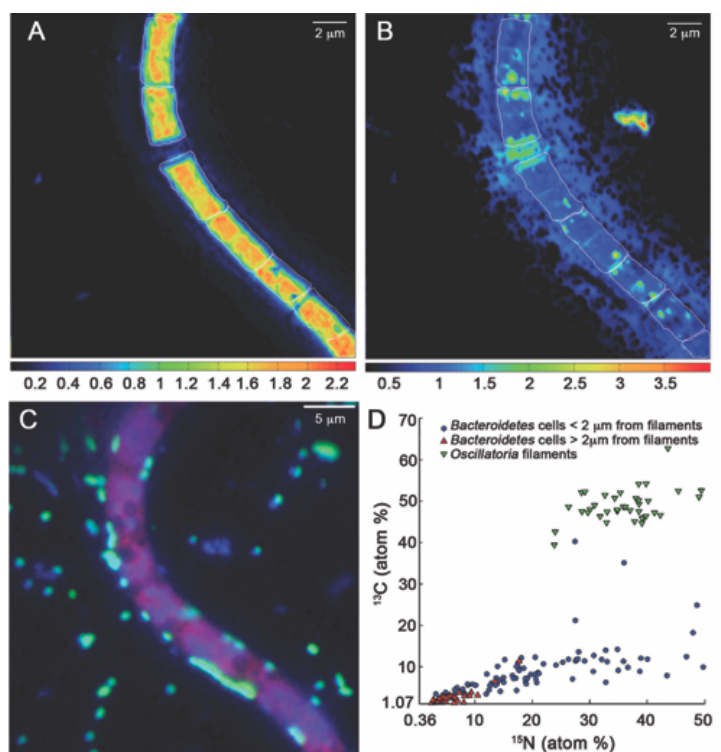 A
2 μm
B
2 μm
0.2 0.4 0.6 0.8 1 1.2 1.4 1.6 1.8 2 2.2
0.5 1 1.5 2 2.5 3 3.5
C
5 μm
D
70
60
50
40
30
20
10
1.07
Bacteroidetes cells < 2 μm from filaments
Bacteroidetes cells > 2μm from filaments
Oscillatoria filaments
¹³C (atom %)
0.36 10 20 30 40 50
¹⁵N (atom %)